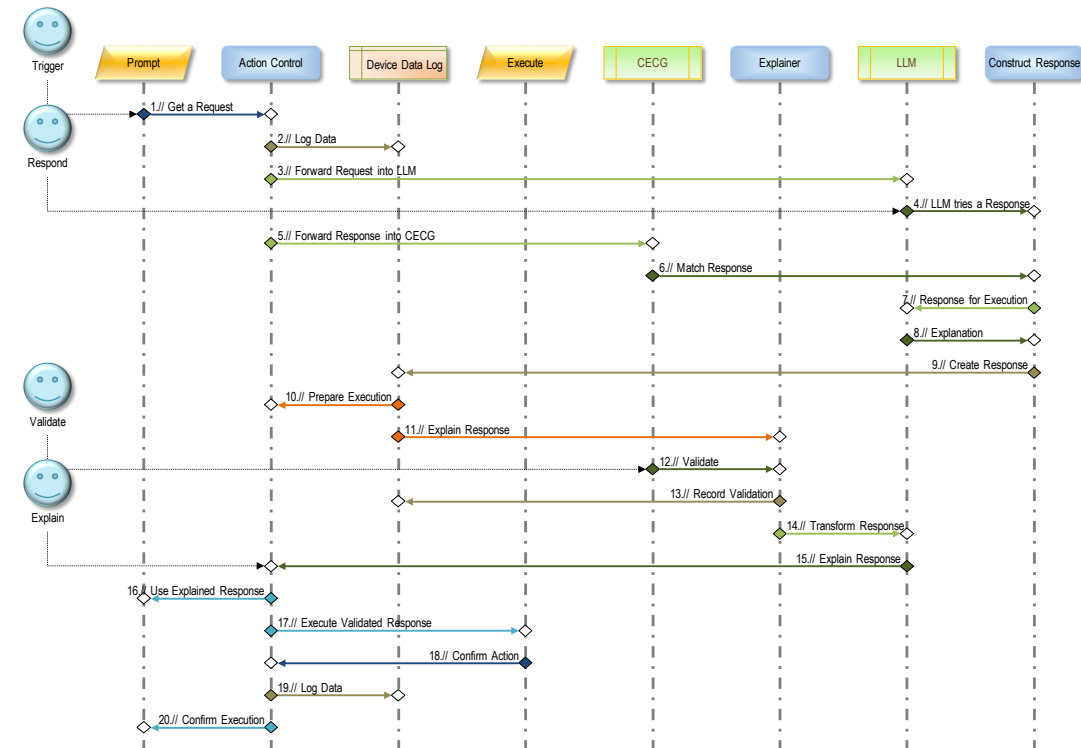 Trigger
Prompt
Action Control
Device Data Log
Execute
CECG
Explainer
LLM
Construct Response
1.// Get a Request
2.// Log Data
Respond
3.// Forward Request into LLM
4.// LLM tries a Response
5.// Forward Response into CECG
6.// Match Response
7.// Response for Execution
8.// Explanation
9.// Create Response
10.// Prepare Execution
Validate
11.// Explain Response
12.// Validate
13.// Record Validation
Explain
14.// Transform Response
15.// Explain Response
16.// Use Explained Response
17.// Execute Validated Response
18.// Confirm Action
19.// Log Data
20.// Confirm Execution